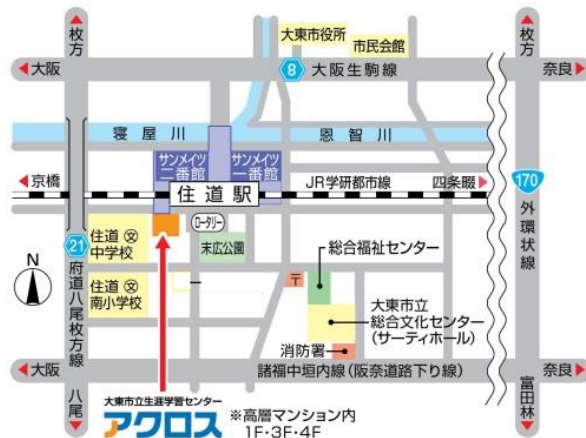 枚方
枚方
大東市役所
市民会館
大阪
8
大阪生駒線
奈良
寝屋川
恩智川
サンメイツ
二番館
サンメイツ
一番館
京橋
住道駅
JR学研都市線
四条畷
170
外環状線
21
府道八尾枚方線
住道 文
中学校
ロータリー
末広公園
総合福祉センター
N
住道 文
南小学校
〒
大東市立
総合文化センター
(サーティホール)
消防署
大阪
諸福中垣内線(阪奈道路下り線)
奈良
八尾
富田林
大東市立生涯学習センター
アクロス
※高層マンション内
1F・3F・4F